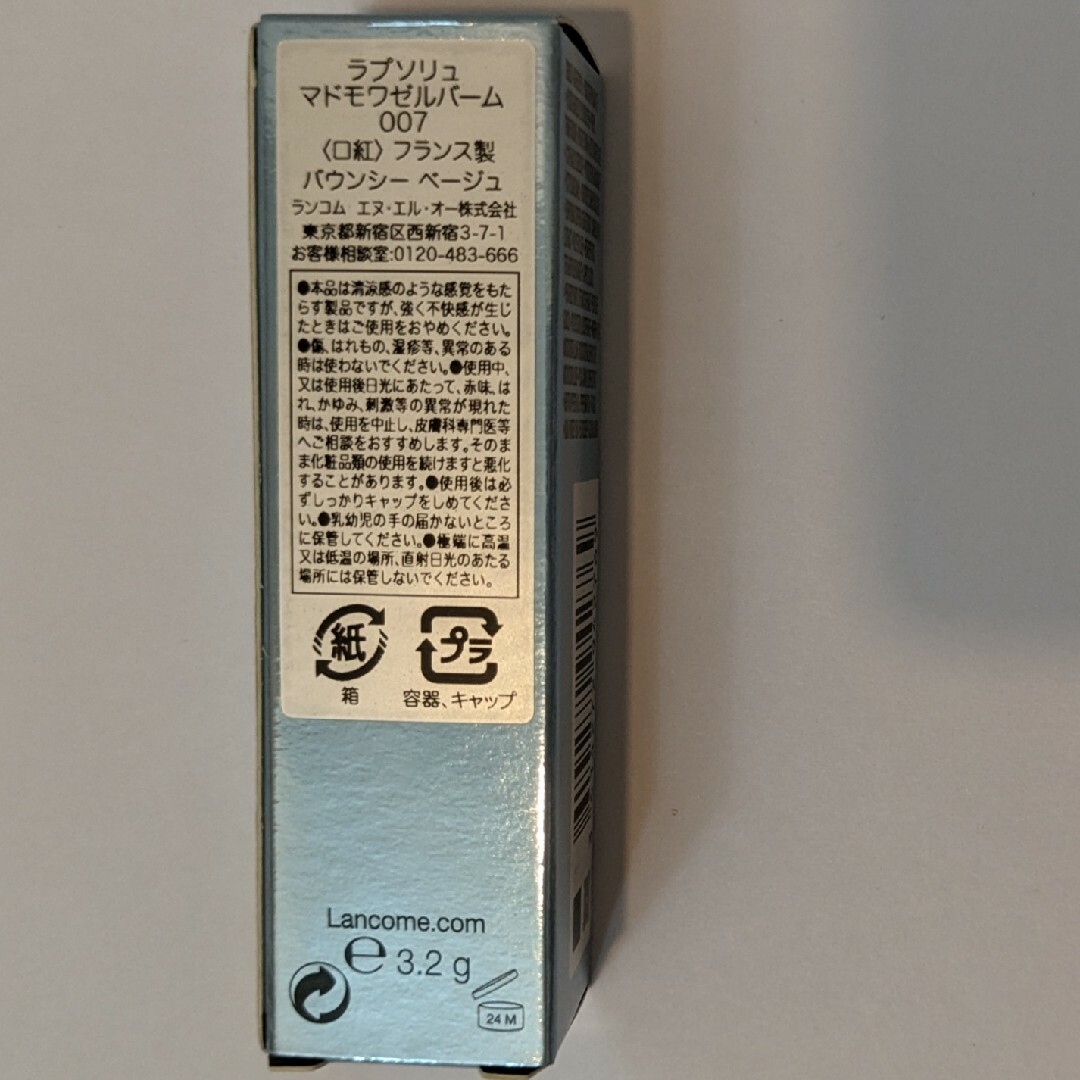 ラプソリュ
マドモワゼルバーム
007
〈口紅〉フランス製
バウンシー ベージュ
ランコム エヌ・エル・オー株式会社
東京都新宿区西新宿3-7-1
お客様相談室:0120-483-666
●本品は清涼感のような感覚をもた
らす製品ですが、強く不快感が生じ
たときはご使用をおやめください。
●傷、はれもの、湿疹等、異常のある
時は使わないでください。●使用中、
又は使用後日光にあたって、赤味、は
れ、かゆみ、刺激等の異常が現れた
時は、使用を中止し、皮膚科専門医等
へご相談をおすすめします。そのま
ま化粧品類の使用を続けますと悪化
することがあります。●使用後は必
ずしっかりキャップをしめてくださ
い。●乳幼児の手の届かないところ
に保管してください。●極端に高温
又は低温の場所、直射日光のあたる
場所には保管しないでください。
紙 プラ
箱 容器、キャップ
Lancome.com
℮ 3.2 g
24 M